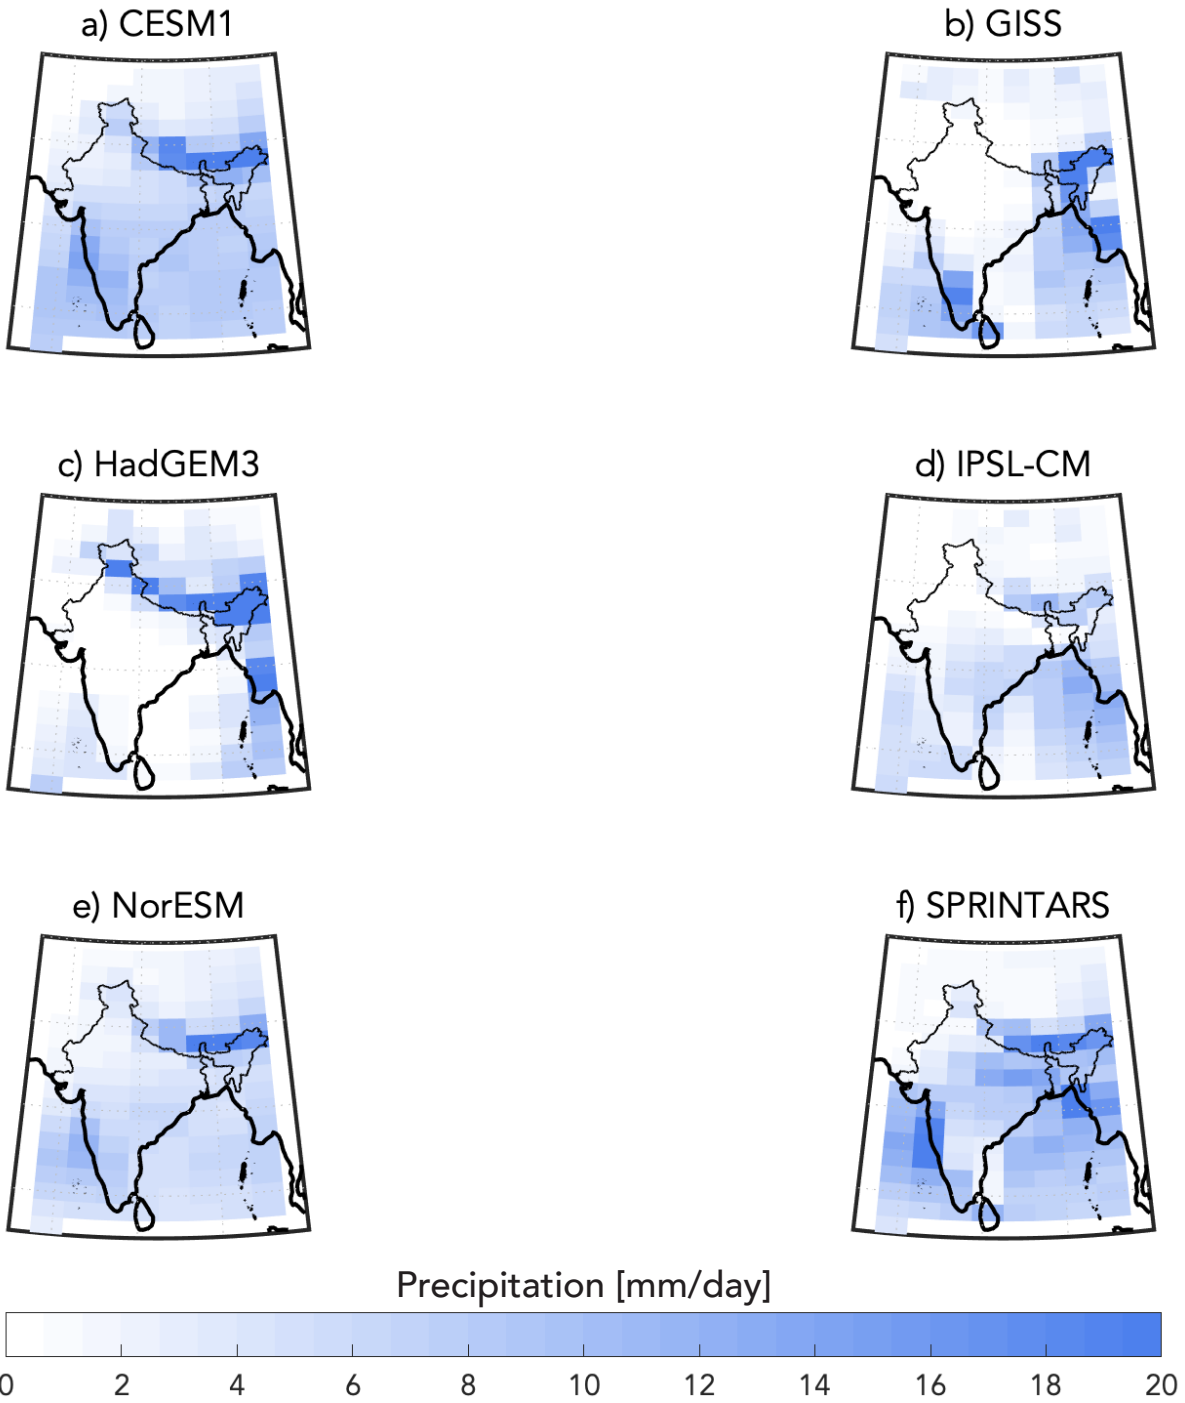 a) CESM1
b) GISS
c) HadGEM3
d) IPSL-CM
e) NorESM
f) SPRINTARS
Precipitation [mm/day]
0 2 4 6 8 10 12 14 16 18 20